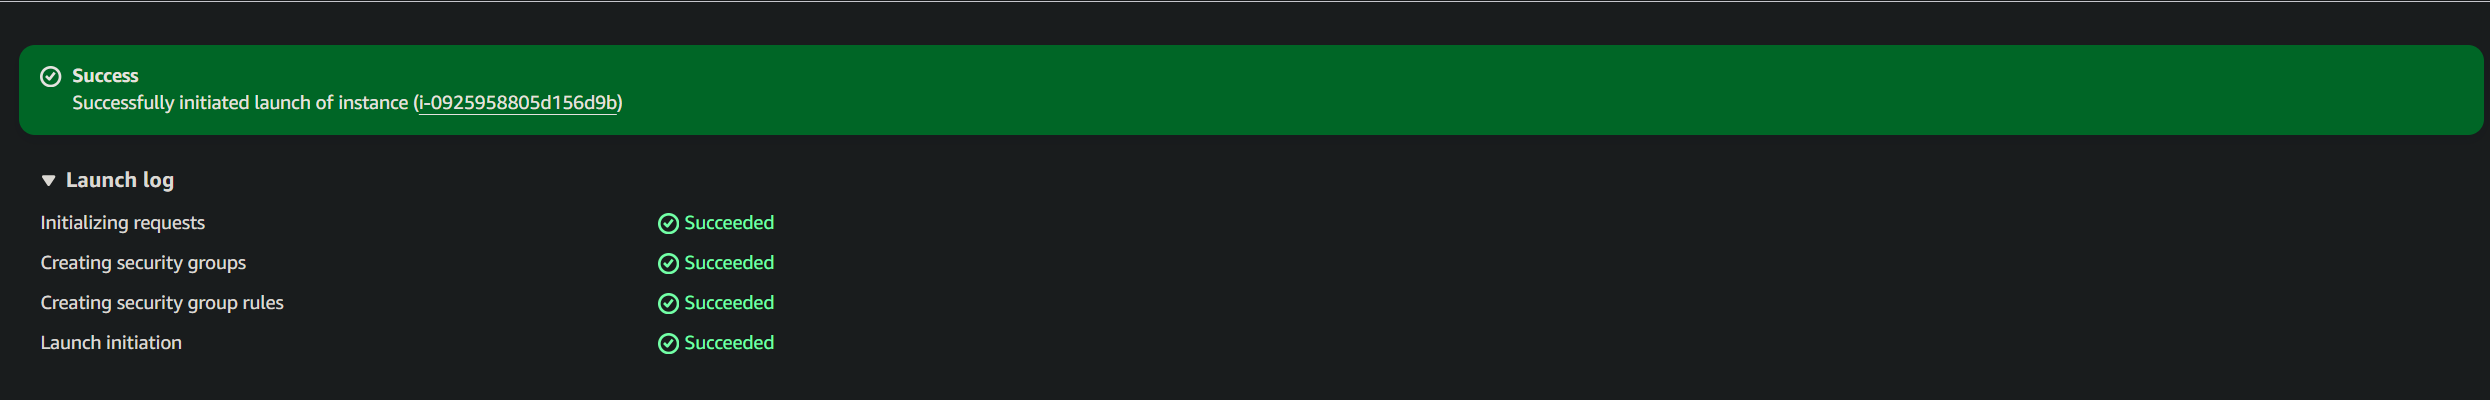 Success
Successfully initiated launch of instance (i-0925958805d156d9b)
Launch log
Initializing requests Succeeded
Creating security groups Succeeded
Creating security group rules Succeeded
Launch initiation Succeeded